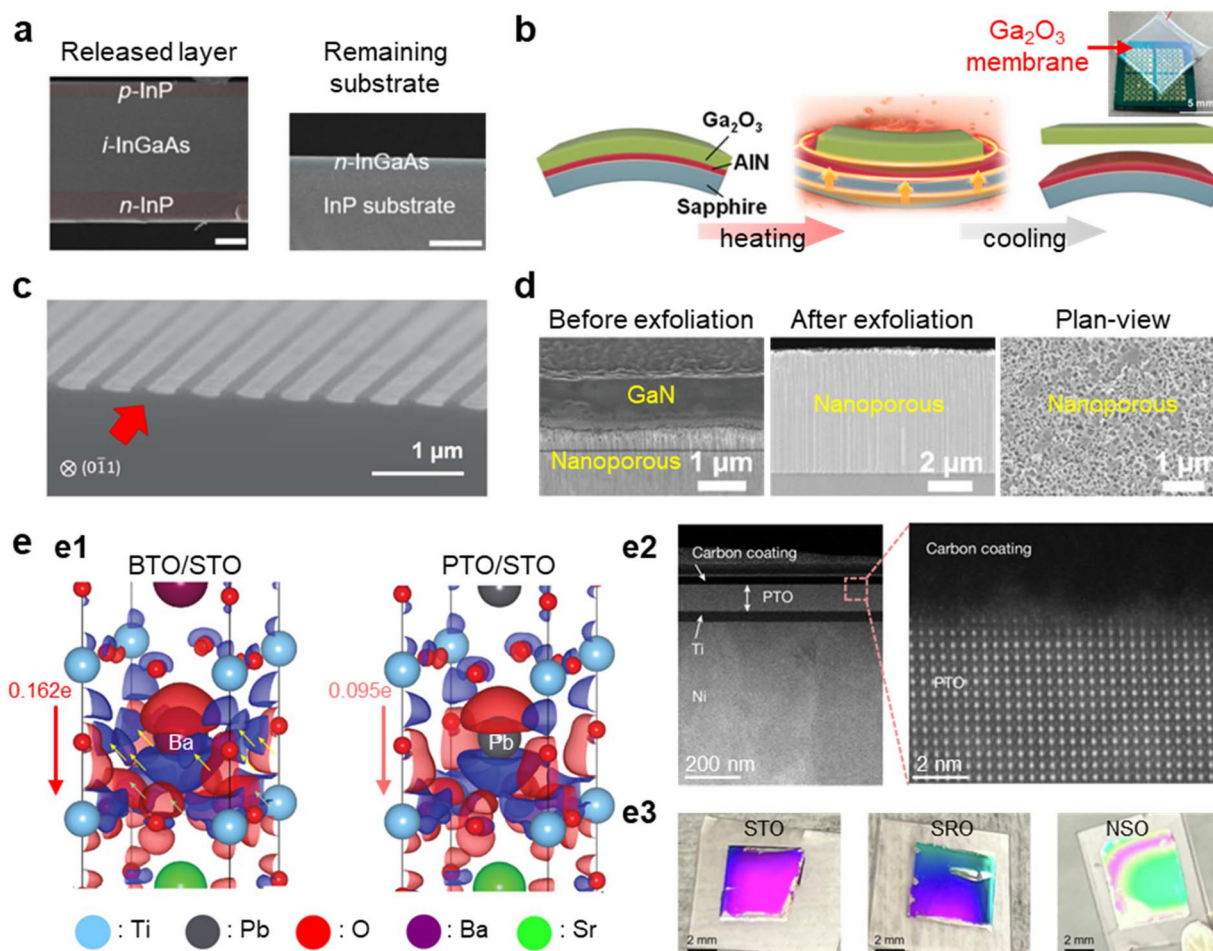 a
Released layer
p-InP
i-InGaAs
n-InP
Remaining
substrate
n-InGaAs
InP substrate
b
Ga₂O₃
membrane
5 mm
Ga₂O₃
AlN
Sapphire
heating
cooling
c
1 µm
⊗ (01̅1)
d
Before exfoliation
GaN
Nanoporous
1 µm
After exfoliation
Nanoporous
2 µm
Plan-view
Nanoporous
1 µm
e
e1
BTO/STO
0.162e
Ba
PTO/STO
0.095e
Pb
: Ti
: Pb
: O
: Ba
: Sr
e2
Carbon coating
PTO
Ti
Ni
200 nm
Carbon coating
PTO
2 nm
e3
STO
2 mm
SRO
2 mm
NSO
2 mm